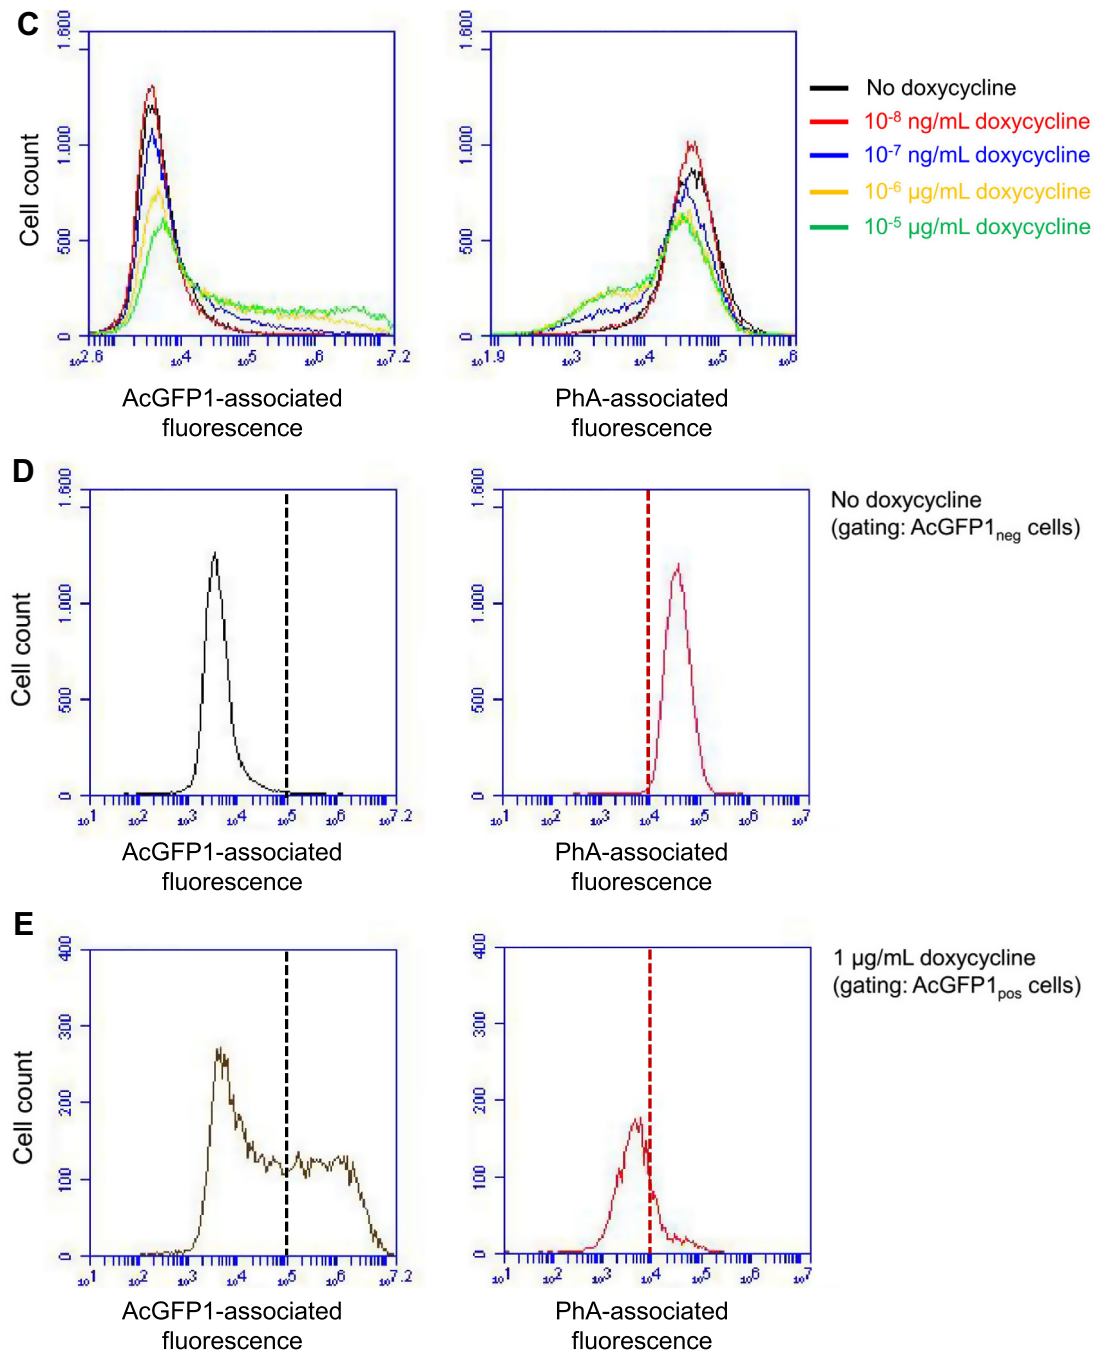 C
1.600
1.000
500
0
Cell count
10^2.6
10^4
10^5
10^6
10^7.2
AcGFP1-associated
fluorescence
1.600
1.000
500
0
10^1.9
10^3
10^4
10^5
10^6
PhA-associated
fluorescence
No doxycycline
10^-8 ng/mL doxycycline
10^-7 ng/mL doxycycline
10^-6 µg/mL doxycycline
10^-5 µg/mL doxycycline
D
1.600
1.000
500
0
Cell count
10^1
10^2
10^3
10^4
10^5
10^6
10^7.2
AcGFP1-associated
fluorescence
1.600
1.000
500
0
10^1
10^2
10^3
10^4
10^5
10^6
10^7
PhA-associated
fluorescence
No doxycycline
(gating: AcGFP1neg cells)
E
400
300
200
100
0
Cell count
10^1
10^2
10^3
10^4
10^5
10^6
10^7.2
AcGFP1-associated
fluorescence
400
300
200
100
0
10^1
10^2
10^3
10^4
10^5
10^6
10^7
PhA-associated
fluorescence
1 µg/mL doxycycline
(gating: AcGFP1pos cells)